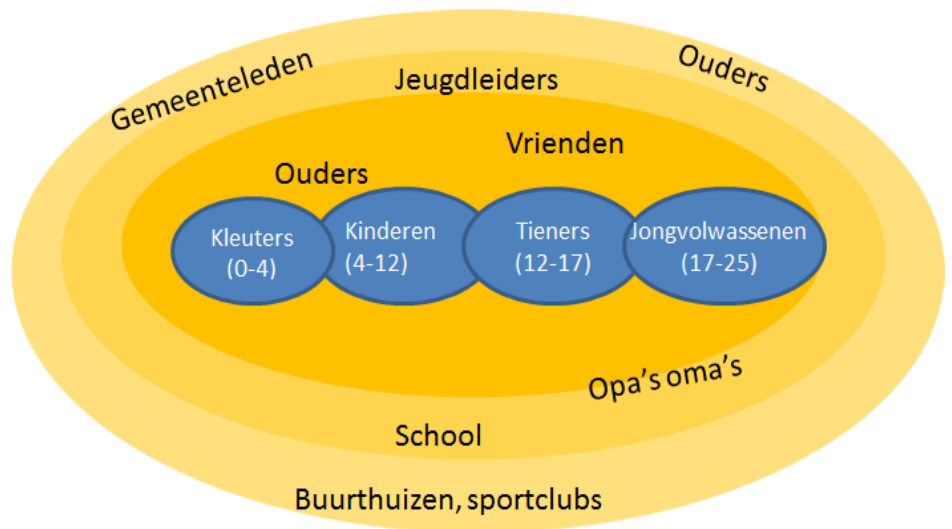 Gemeenteleden
Ouders
Jeugdleiders
Vrienden
Ouders
Kleuters
(0-4)
Kinderen
(4-12)
Tieners
(12-17)
Jongvolwassenen
(17-25)
Opa's oma's
School
Buurthuizen, sportclubs